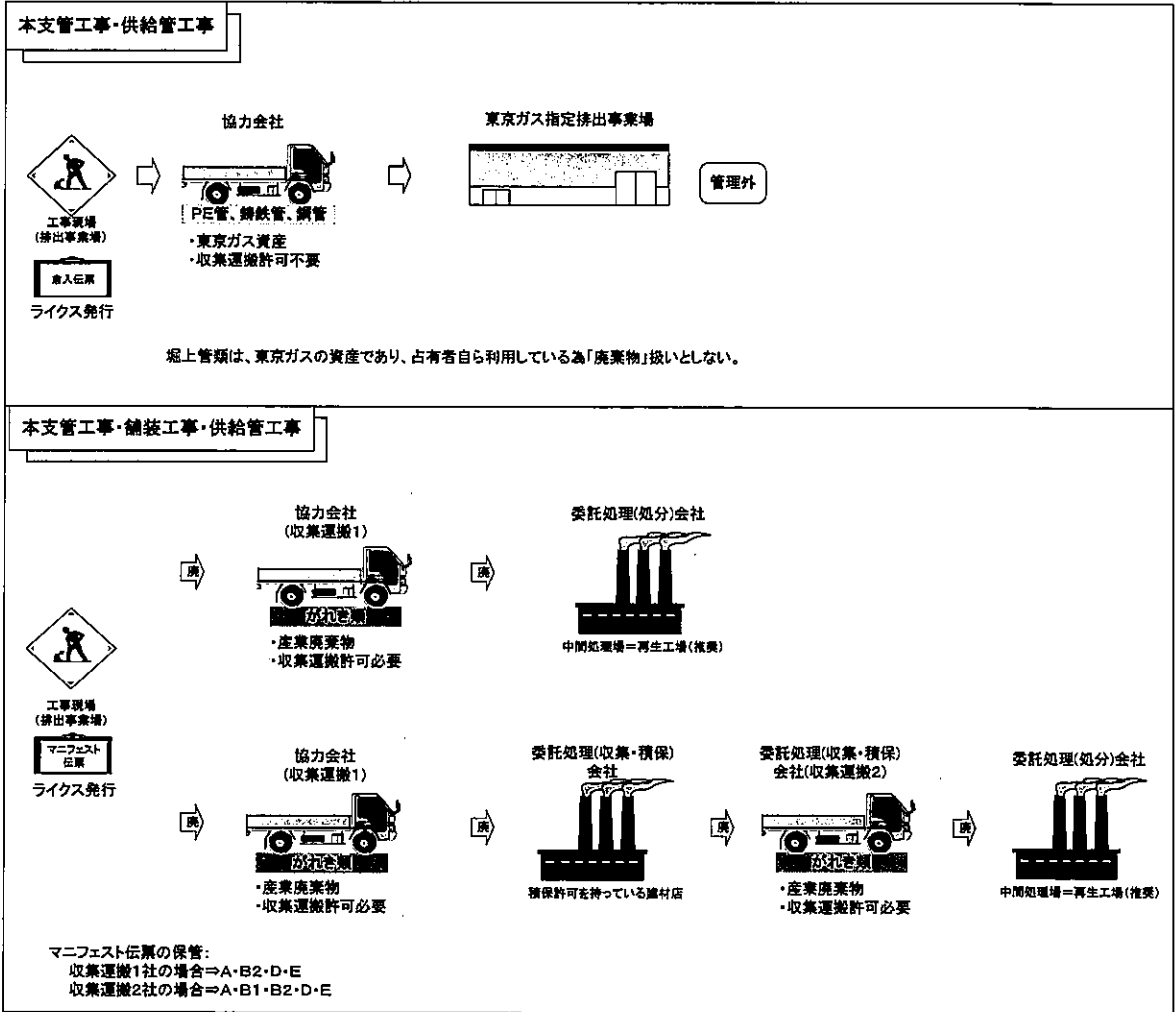 本支管工事・供給管工事
協力会社
東京ガス指定排出事業場
管理外
PE管、鋳鉄管、鋼管
工事現場
(排出事業場)
・東京ガス資産
・収集運搬許可不要
倉入伝票
ライクス発行
堀上管類は、東京ガスの資産であり、占有者自ら利用している為「廃棄物」扱いとしない。
本支管工事・舗装工事・供給管工事
協力会社
(収集運搬1)
委託処理(処分)会社
廃
廃
がれき類
・産業廃棄物
・収集運搬許可必要
中間処理場=再生工場(推奨)
工事現場
(排出事業場)
マニフェスト
伝票
ライクス発行
協力会社
(収集運搬1)
委託処理(収集・積保)
会社
委託処理(収集・積保)
会社(収集運搬2)
委託処理(処分)会社
廃
廃
廃
廃
がれき類
がれき類
・産業廃棄物
・収集運搬許可必要
積保許可を持っている建材店
・産業廃棄物
・収集運搬許可必要
中間処理場=再生工場(推奨)
マニフェスト伝票の保管:
収集運搬1社の場合⇒A・B2・D・E
収集運搬2社の場合⇒A・B1・B2・D・E